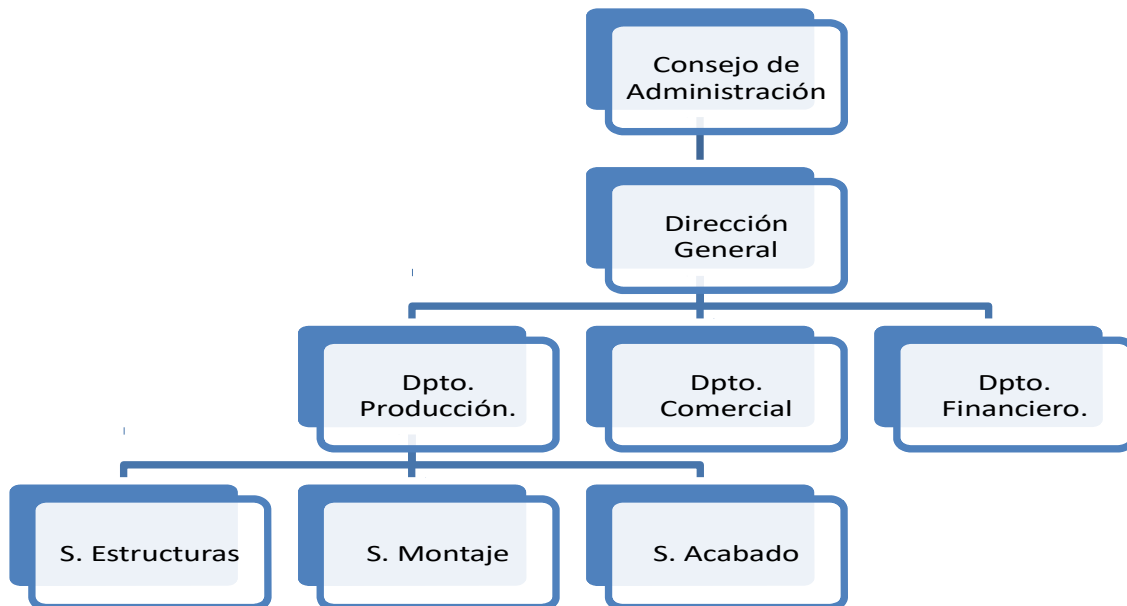 Consejo de
Administración
Dirección
General
Dpto.
Producción.
Dpto.
Comercial
Dpto.
Financiero.
S. Estructuras
S. Montaje
S. Acabado